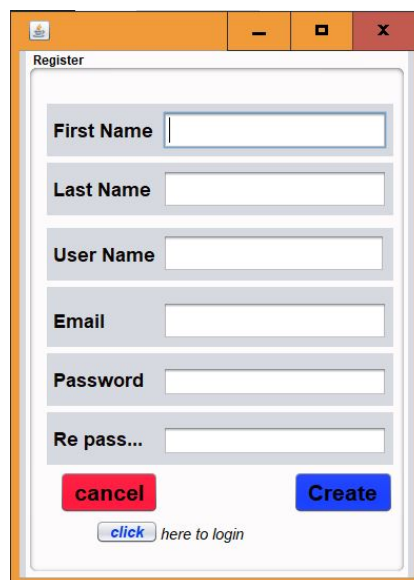 Register
First Name
Last Name
User Name
Email
Password
Re pass...
cancel Create
click here to login